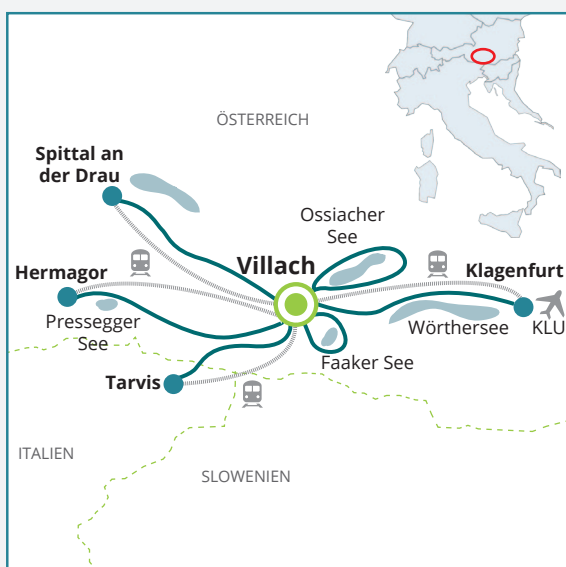 ÖSTERREICH
Spittal an
der Drau
Ossiacher
See
Villach
Hermagor
Klagenfurt
Pressegger
See
Wörthersee
KLU
Faaker See
Tarvis
ITALIEN
SLOWENIEN